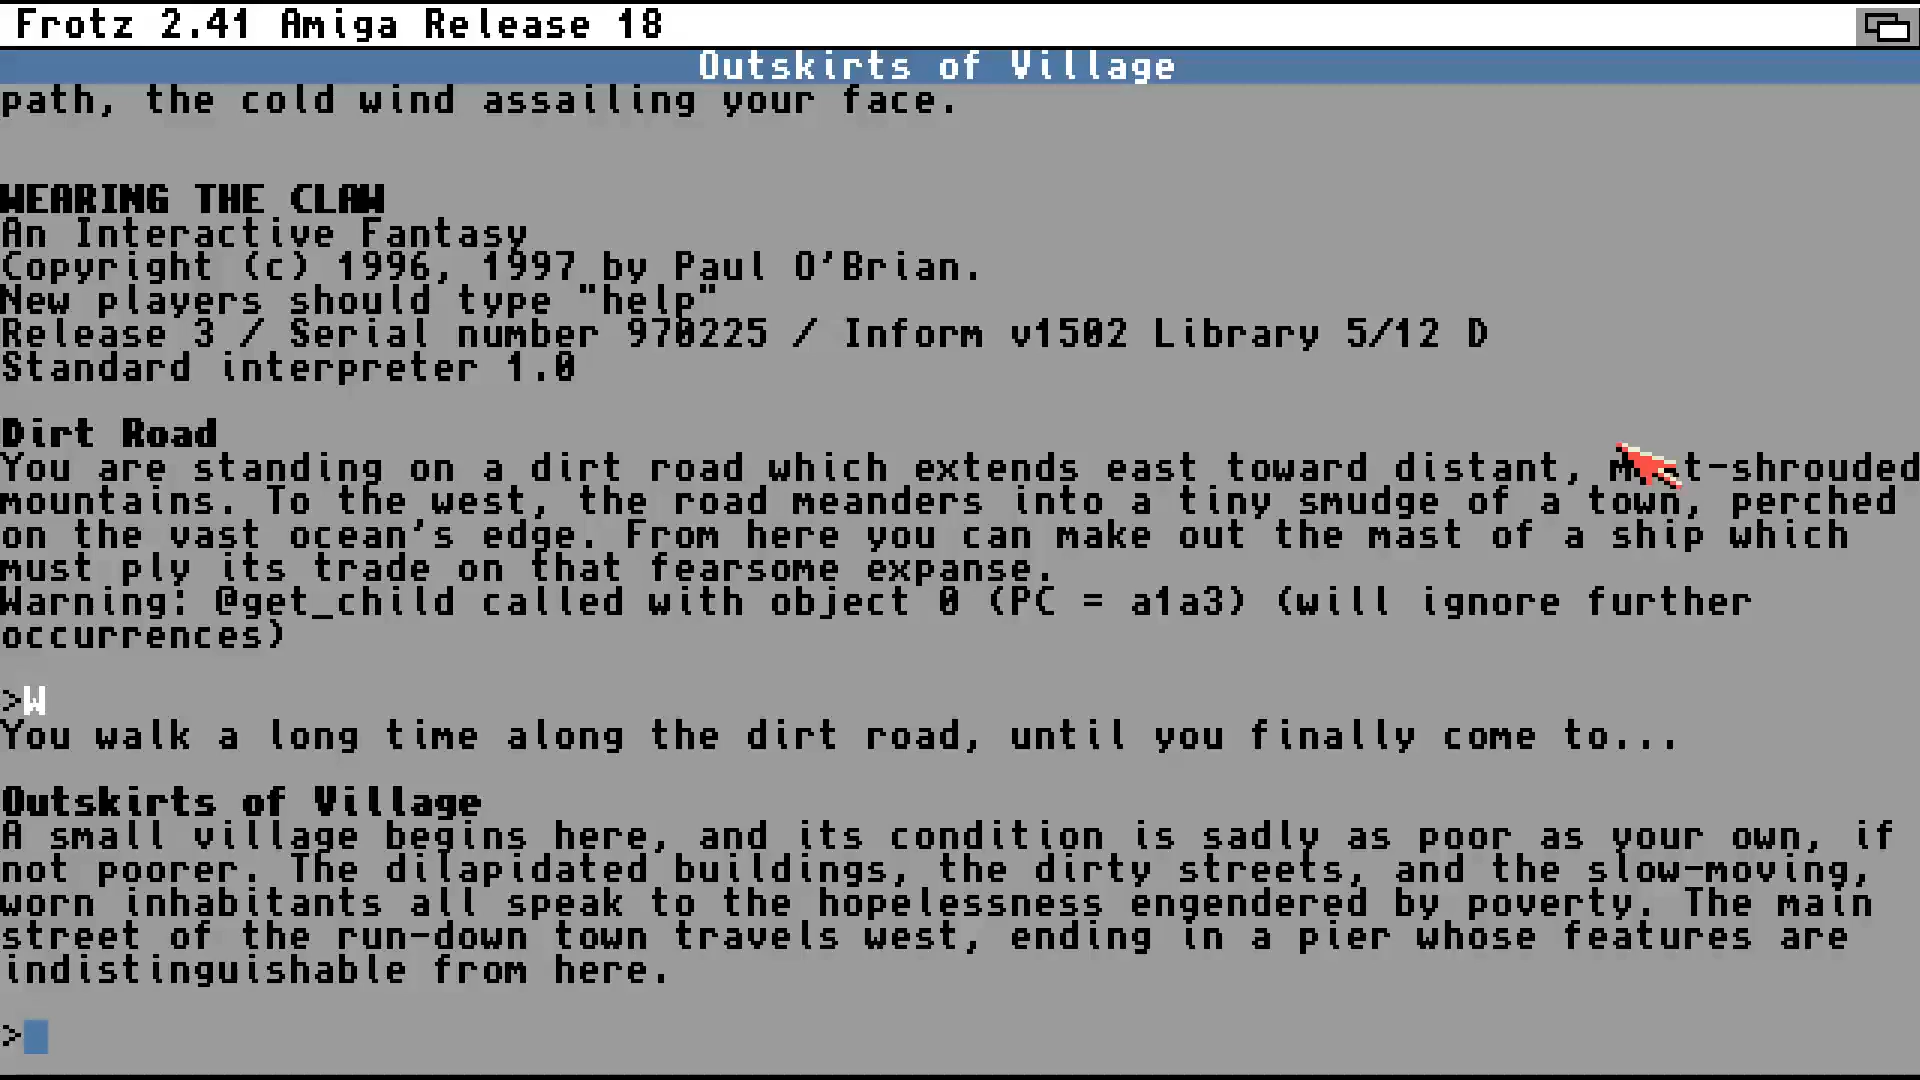 Frotz 2.41 Amiga Release 18
Outskirts of Village
path, the cold wind assailing your face.
WEARING THE CLAW
An Interactive Fantasy
Copyright (c) 1996, 1997 by Paul O'Brian.
New players should type "help"
Release 3 / Serial number 970225 / Inform v1502 Library 5/12 D
Standard interpreter 1.0
Dirt Road
You are standing on a dirt road which extends east toward distant, mist-shrouded
mountains. To the west, the road meanders into a tiny smudge of a town, perched
on the vast ocean's edge. From here you can make out the mast of a ship which
must ply its trade on that fearsome expanse.
Warning: @get_child called with object 0 (PC = a1a3) (will ignore further
occurrences)
>W
You walk a long time along the dirt road, until you finally come to...
Outskirts of Village
A small village begins here, and its condition is sadly as poor as your own, if
not poorer. The dilapidated buildings, the dirty streets, and the slow-moving,
worn inhabitants all speak to the hopelessness engendered by poverty. The main
street of the run-down town travels west, ending in a pier whose features are
indistinguishable from here.
>